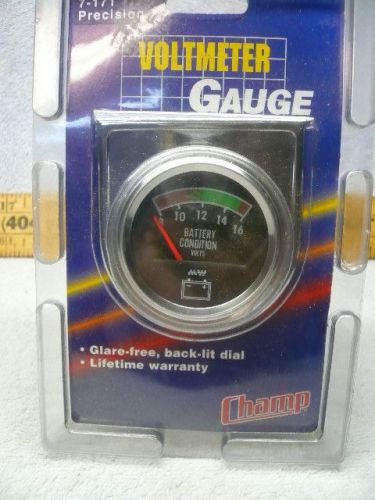 7-171
Precision
VOLTMETER
GAUGE
10 12 14 16
BATTERY
CONDITION
VOLTS
- +
• Glare-free, back-lit dial
• Lifetime warranty
Champ
(40